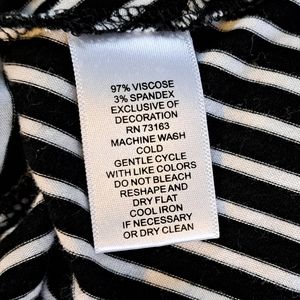 97% VISCOSE
3% SPANDEX
EXCLUSIVE OF
DECORATION
RN 73163
MACHINE WASH
COLD
GENTLE CYCLE
WITH LIKE COLORS
DO NOT BLEACH
RESHAPE AND
DRY FLAT
COOL IRON
IF NECESSARY
OR DRY CLEAN